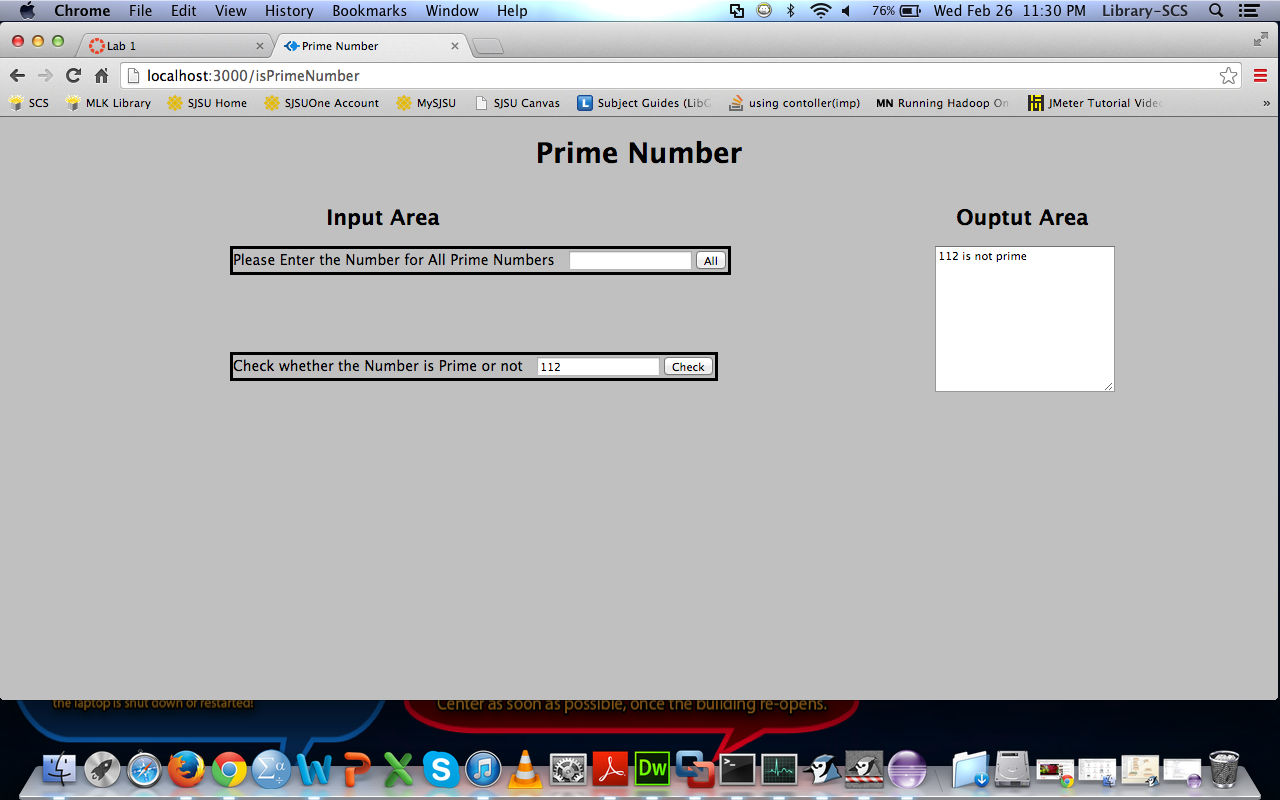 Chrome File Edit View History Bookmarks Window Help 76% Wed Feb 26 11:30 PM Library-SCS
Lab 1 Prime Number
localhost:3000/isPrimeNumber
SCS MLK Library SJSU Home SJSUOne Account MySJSU SJSU Canvas L Subject Guides (LibG using contoller(imp) MN Running Hadoop On JMeter Tutorial Video »
Prime Number
Input Area
Ouptut Area
Please Enter the Number for All Prime Numbers All
112 is not prime
Check whether the Number is Prime or not 112 Check
the laptop is shut down or restarted!
Center as soon as possible, once the building re-opens.
Dw